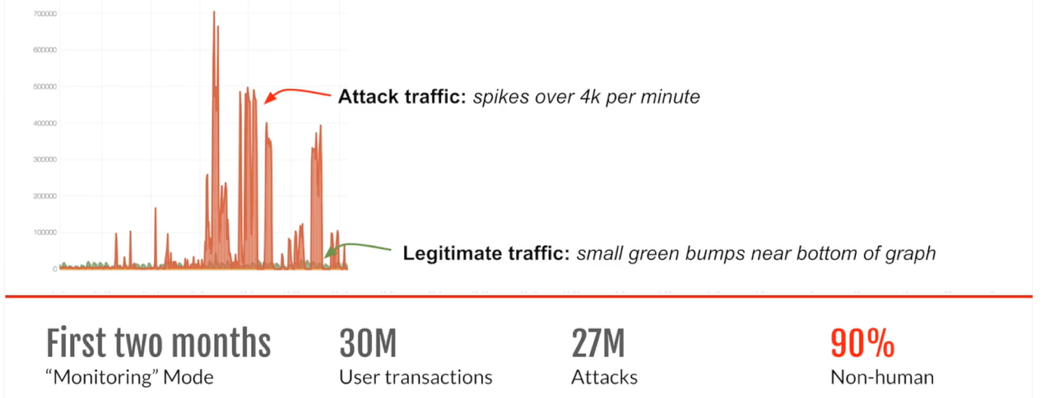 700000
600000
500000
400000
300000
200000
100000
0
Attack traffic: spikes over 4k per minute
Legitimate traffic: small green bumps near bottom of graph
First two months
“Monitoring” Mode
30M
User transactions
27M
Attacks
90%
Non-human